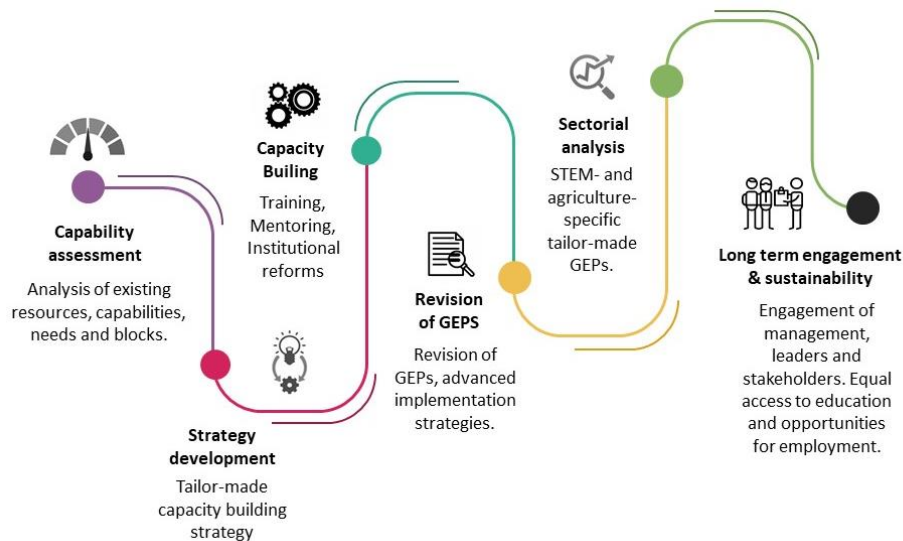 Capability
assessment
Analysis of existing
resources, capabilities,
needs and blocks.
Strategy
development
Tailor-made
capacity building
strategy
Capacity
Builing
Training,
Mentoring,
Institutional
reforms
Revision
of GEPS
Revision of
GEPs, advanced
implementation
strategies.
Sectorial
analysis
STEM- and
agriculture-
specific
tailor-made
GEPs.
Long term engagement
& sustainability
Engagement of
management,
leaders and
stakeholders. Equal
access to education
and opportunities
for employment.